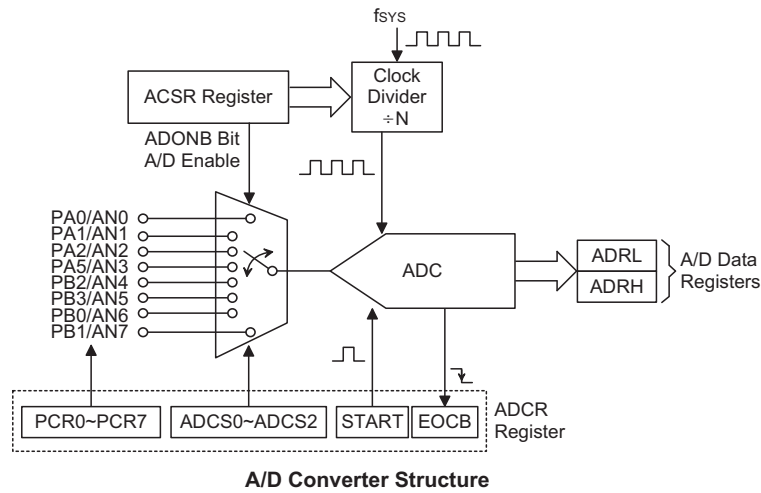 fSYS
ACSR Register
Clock
Divider
÷N
ADONB Bit
A/D Enable
PA0/AN0
PA1/AN1
PA2/AN2
PA5/AN3
PB2/AN4
PB3/AN5
PB0/AN6
PB1/AN7
ADC
ADRL
ADRH
A/D Data
Registers
PCR0~PCR7
ADCS0~ADCS2
START
EOCB
ADCR
Register
A/D Converter Structure